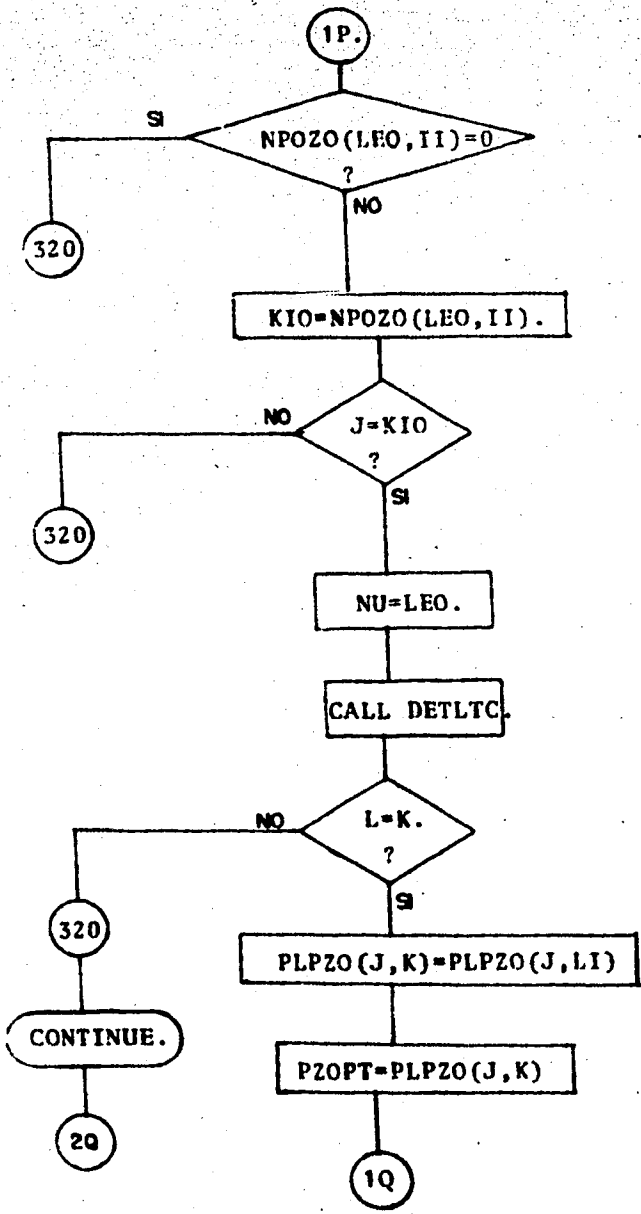 1P.
SI
NPOZO(LEO,II)=0
?
NO
320
KIO=NPOZO(LEO,II).
NO
J=KIO
?
SI
320
NU=LEO.
CALL DETLTC.
NO
L=K.
?
SI
320
PLPZO(J,K)=PLPZO(J,LI)
CONTINUE.
PZOPT=PLPZO(J,K)
2Q
1Q